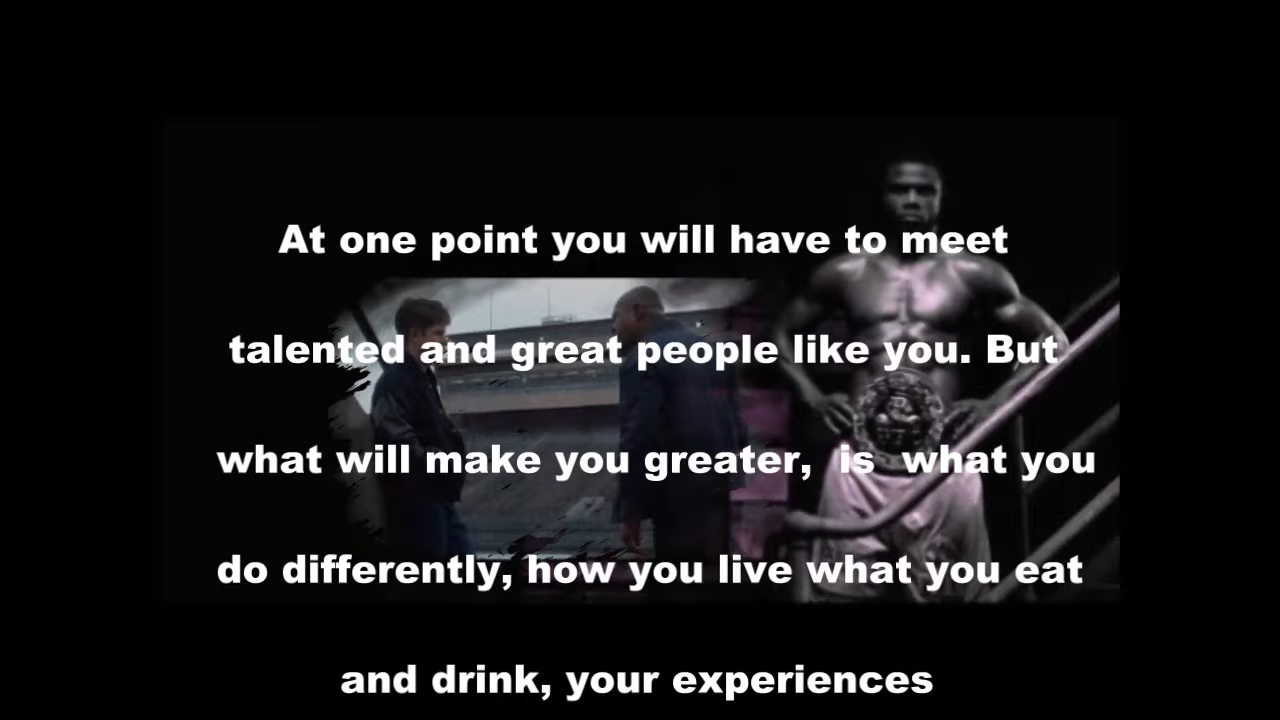 At one point you will have to meet
talented and great people like you. But
what will make you greater, is what you
do differently, how you live what you eat
and drink, your experiences